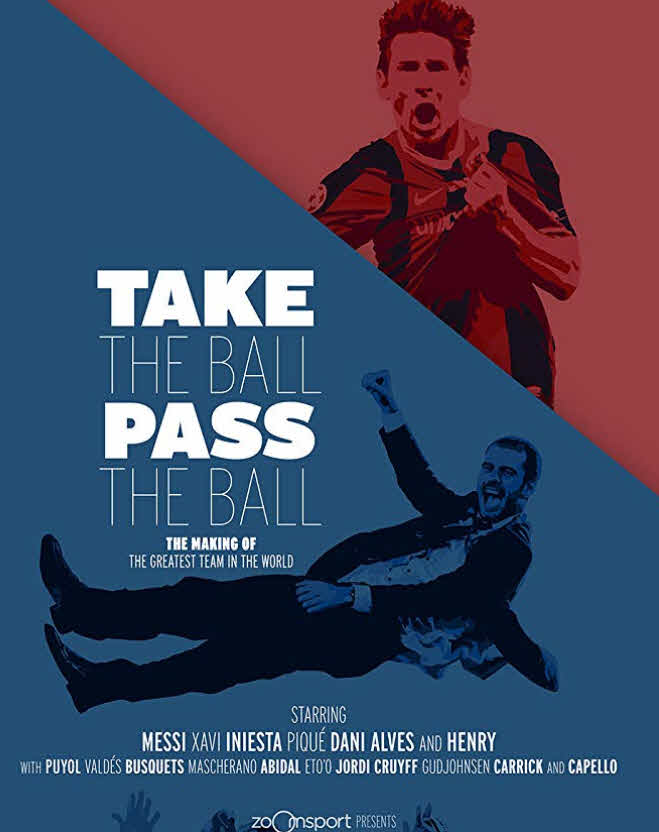 TAKE
THE BALL
PASS
THE BALL
THE MAKING OF
THE GREATEST TEAM IN THE WORLD
STARRING
MESSI XAVI INIESTA PIQUÉ DANI ALVES AND HENRY
WITH PUYOL VALDÉS BUSQUETS MASCHERANO ABIDAL ETO'O JORDI CRUYFF GUDJOHNSEN CARRICK AND CAPELLO
zoOmsport PRESENTS